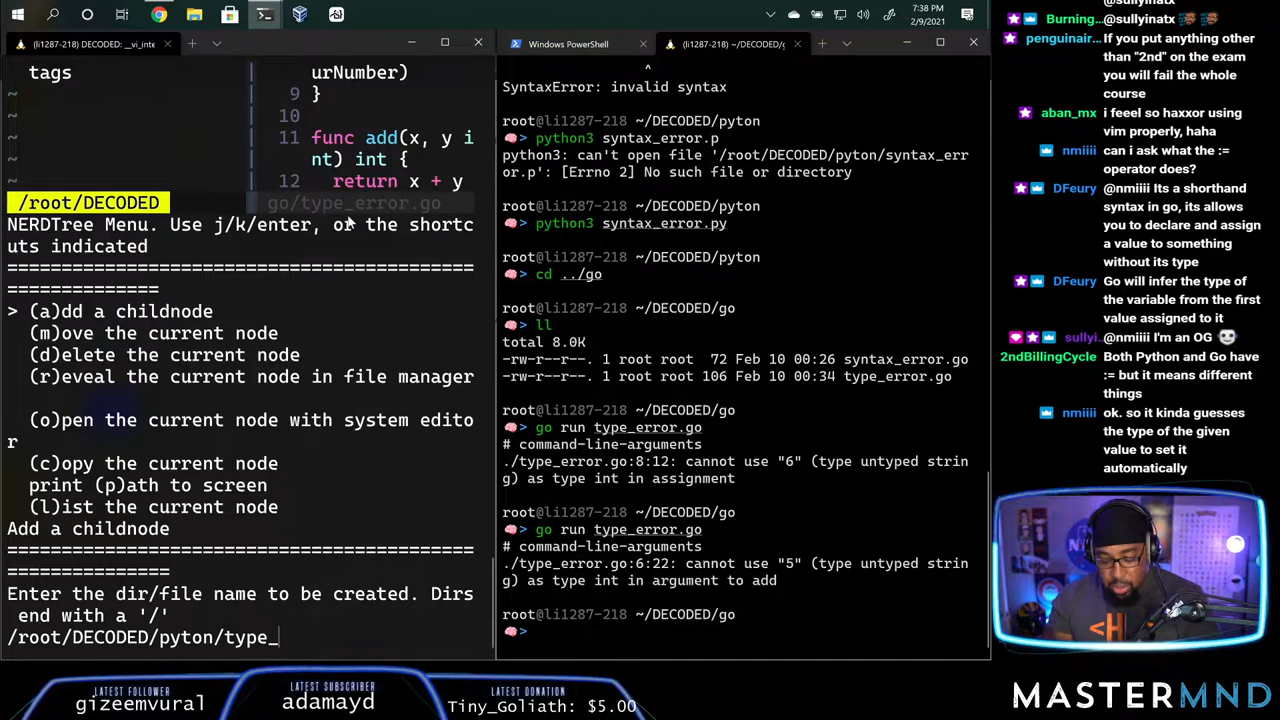 7:38 PM
2/9/2021
(li1287-218) DECODED: __vi_inte
tags
urNumber)
~ 9 }
~ 10
~ 11 func add(x, y i
~ nt) int {
~ 12 return x + y
/root/DECODED go/type_error.go
NERDTree Menu. Use j/k/enter, or the shortc
uts indicated
===========================================
==============
> (a)dd a childnode
(m)ove the current node
(d)elete the current node
(r)eveal the current node in file manager
(o)pen the current node with system edito
r
(c)opy the current node
print (p)ath to screen
(l)ist the current node
Add a childnode
===========================================
===============
Enter the dir/file name to be created. Dirs
end with a '/'
/root/DECODED/pyton/type_
Windows PowerShell
(li1287-218) ~/DECODED/g
^
SyntaxError: invalid syntax
root@li1287-218 ~/DECODED/pyton
> python3 syntax_error.p
python3: can't open file '/root/DECODED/pyton/syntax_err
or.p': [Errno 2] No such file or directory
root@li1287-218 ~/DECODED/pyton
> python3 syntax_error.py
root@li1287-218 ~/DECODED/pyton
> cd ../go
root@li1287-218 ~/DECODED/go
> ll
total 8.0K
-rw-r--r--. 1 root root 72 Feb 10 00:26 syntax_error.go
-rw-r--r--. 1 root root 106 Feb 10 00:34 type_error.go
root@li1287-218 ~/DECODED/go
> go run type_error.go
# command-line-arguments
./type_error.go:8:12: cannot use "6" (type untyped strin
g) as type int in assignment
root@li1287-218 ~/DECODED/go
> go run type_error.go
# command-line-arguments
./type_error.go:6:22: cannot use "5" (type untyped strin
g) as type int in argument to add
root@li1287-218 ~/DECODED/go
>
@sullyinatx
Burning... @sullyinatx
penguinair... If you put anything other
than "2nd" on the exam
you will fail the whole
course
aban_mx i feeel so haxxor using
vim properly, haha
nmiiii can i ask what the :=
operator does?
DFeury @nmiiii Its a shorthand
syntax in go, its allows
you to declare and assign
a value to something
without its type
DFeury Go will infer the type of
the variable from the first
value assigned to it
sullyi... @nmiiii I'm an OG
2ndBillingCycle Both Python and Go have
:= but it means different
things
nmiiii ok. so it kinda guesses
the type of the given
value to set it
automatically
LATEST FOLLOWER
gizeemvural
LATEST SUBSCRIBER
adamayd
LATEST DONATION
Tiny_Goliath: $5.00
MASTERMND